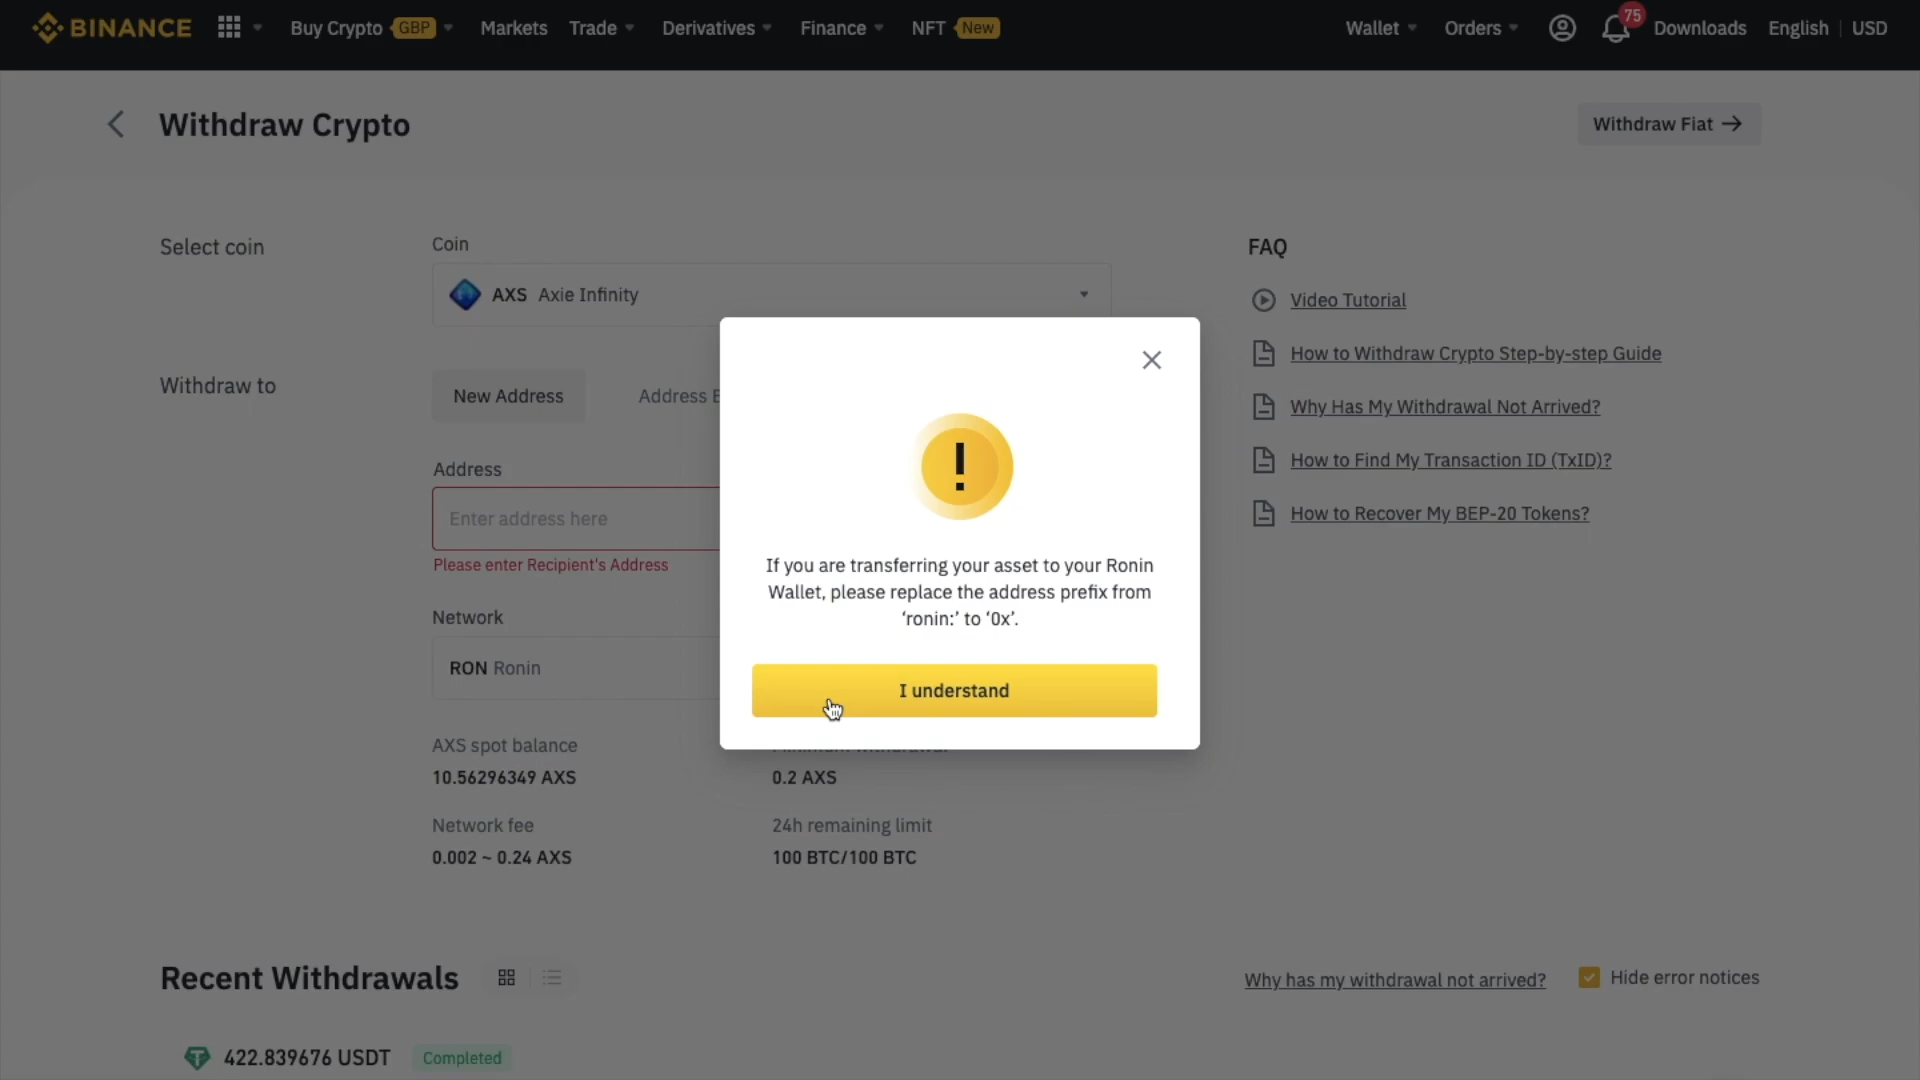 BINANCE
Buy Crypto GBP
Markets
Trade
Derivatives
Finance
NFT New
Wallet
Orders
75
Downloads
English
USD
Withdraw Crypto
Withdraw Fiat →
Select coin
Coin
AXS Axie Infinity
Withdraw to
New Address
Address
Address
Enter address here
Please enter Recipient's Address
Network
RON Ronin
AXS spot balance
10.56296349 AXS
0.2 AXS
Network fee
0.002 ~ 0.24 AXS
24h remaining limit
100 BTC/100 BTC
If you are transferring your asset to your Ronin
Wallet, please replace the address prefix from
‘ronin:’ to ‘0x’.
I understand
FAQ
Video Tutorial
How to Withdraw Crypto Step-by-step Guide
Why Has My Withdrawal Not Arrived?
How to Find My Transaction ID (TxID)?
How to Recover My BEP-20 Tokens?
Recent Withdrawals
Why has my withdrawal not arrived?
Hide error notices
422.839676 USDT
Completed